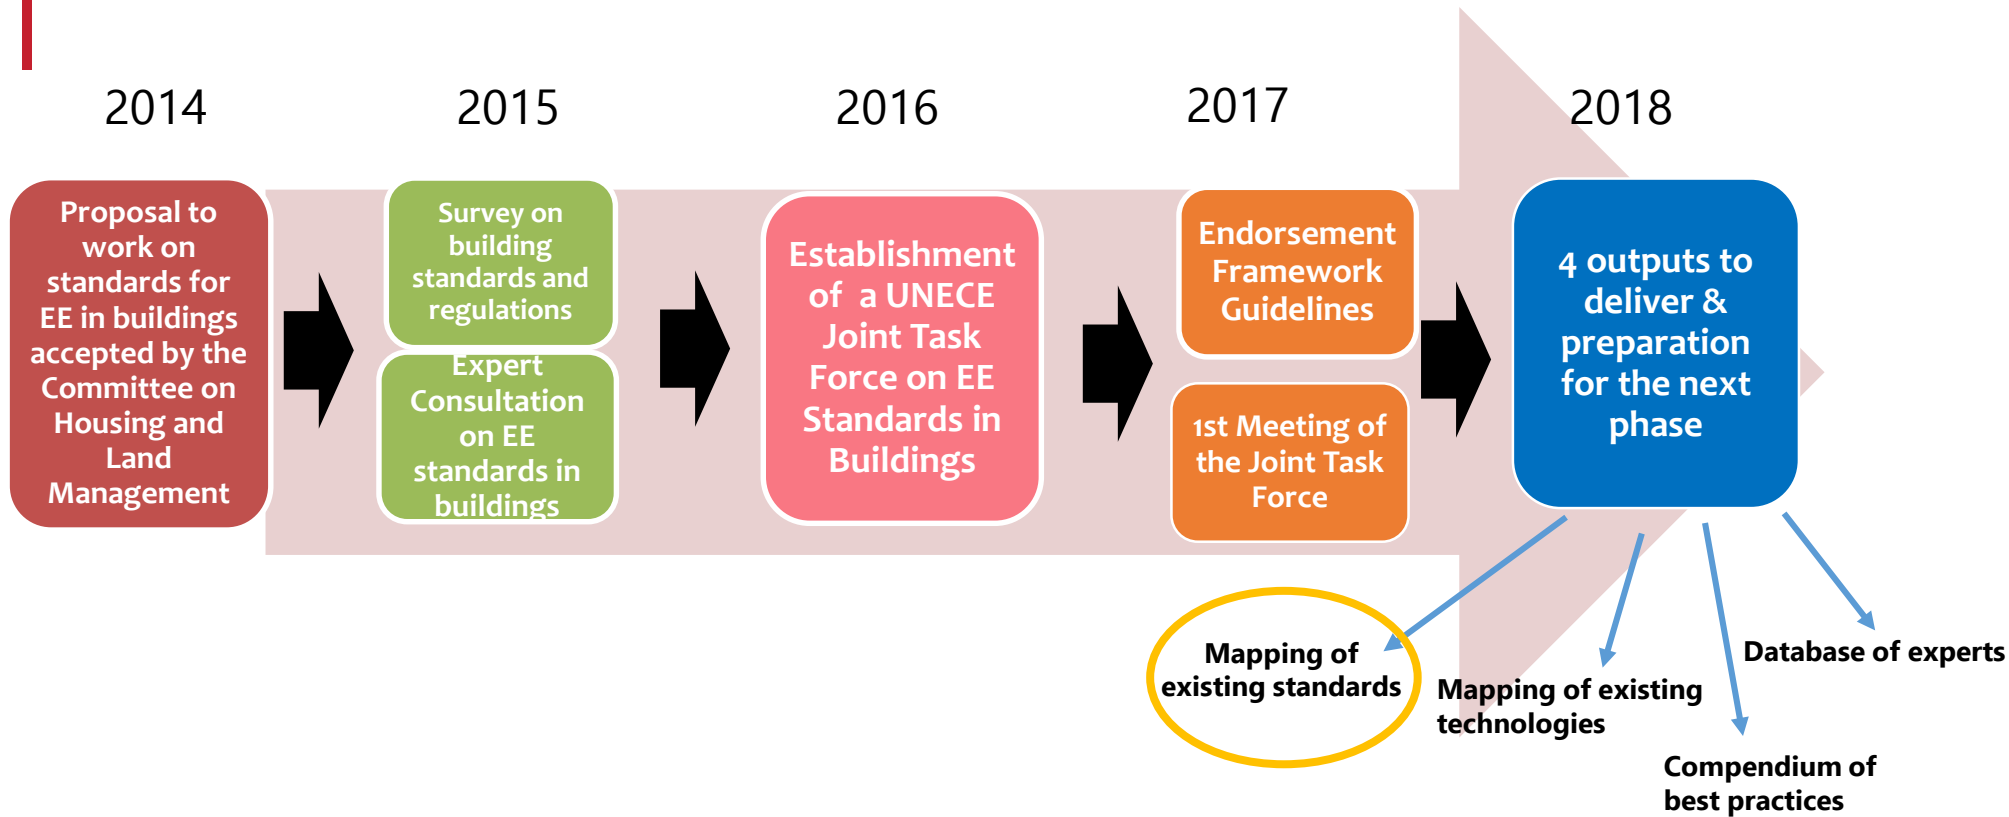 2014
2015
2016
2017
2018
Proposal to
work on
standards for
EE in buildings
accepted by the
Committee on
Housing and
Land
Management
Survey on
building
standards and
regulations
Expert
Consultation
on EE
standards in
buildings
Establishment
of a UNECE
Joint Task
Force on EE
Standards in
Buildings
Endorsement
Framework
Guidelines
1st Meeting of
the Joint Task
Force
4 outputs to
deliver &
preparation
for the next
phase
Mapping of
existing standards
Mapping of existing
technologies
Compendium of
best practices
Database of experts